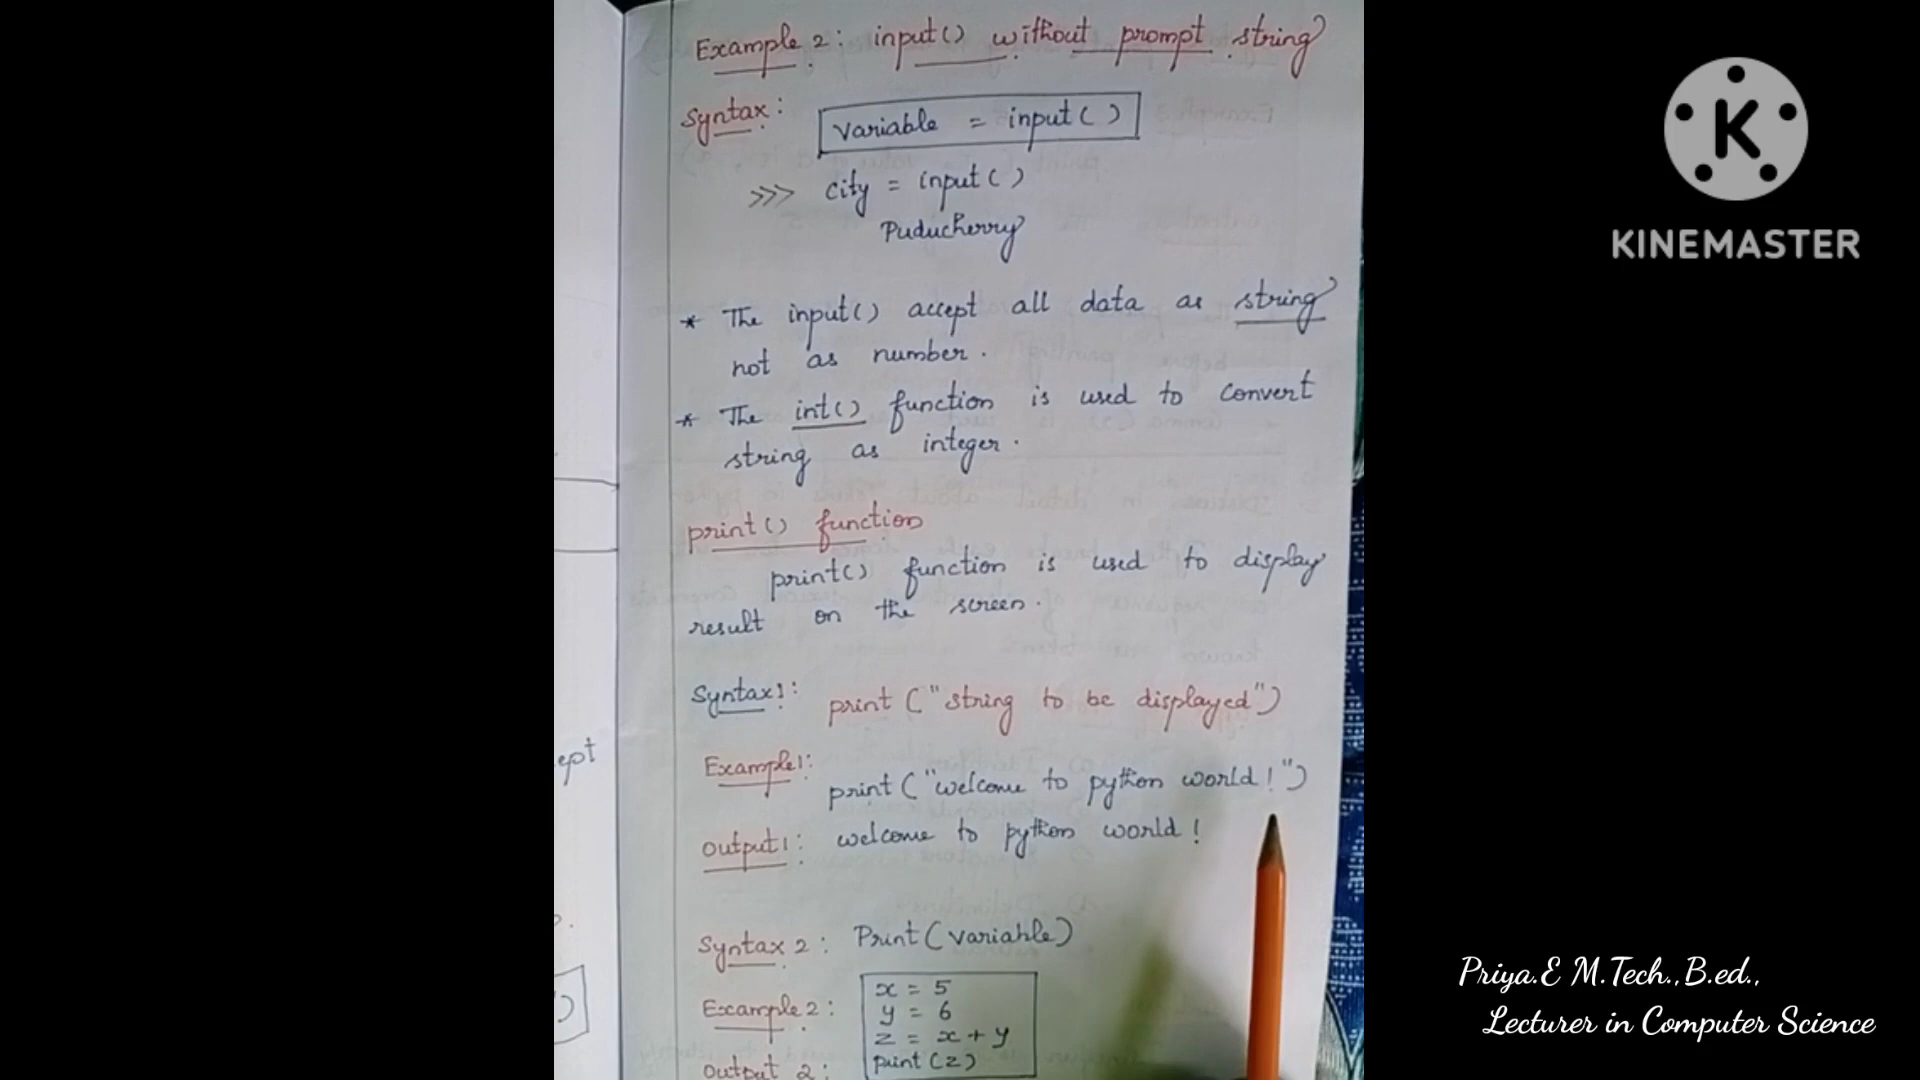 Example 2: input() without prompt string
Syntax:
variable = input()
>>> city = input()
Puducherry
* The input() accept all data as string
not as number.
* The int() function is used to convert
string as integer.
print() function
print() function is used to display
result on the screen.
Syntax1: print ("string to be displayed")
Example1: print ("welcome to python world!")
output1: welcome to python world!
Syntax 2: Print(variable)
Example 2:
x = 5
y = 6
z = x + y
print (z)
output 2:
ept
K
KINEMASTER
Priya.E M.Tech.,B.ed.,
Lecturer in Computer Science